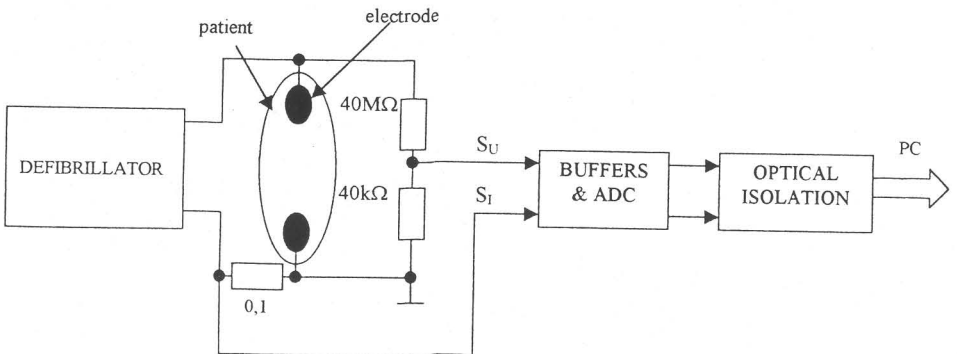 electrode
patient
40MΩ
DEFIBRILLATOR
S_U
BUFFERS
& ADC
OPTICAL
ISOLATION
PC
40kΩ
S_I
0,1